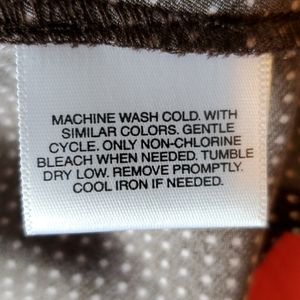 MACHINE WASH COLD. WITH
SIMILAR COLORS. GENTLE
CYCLE. ONLY NON-CHLORINE
BLEACH WHEN NEEDED. TUMBLE
DRY LOW. REMOVE PROMPTLY.
COOL IRON IF NEEDED.